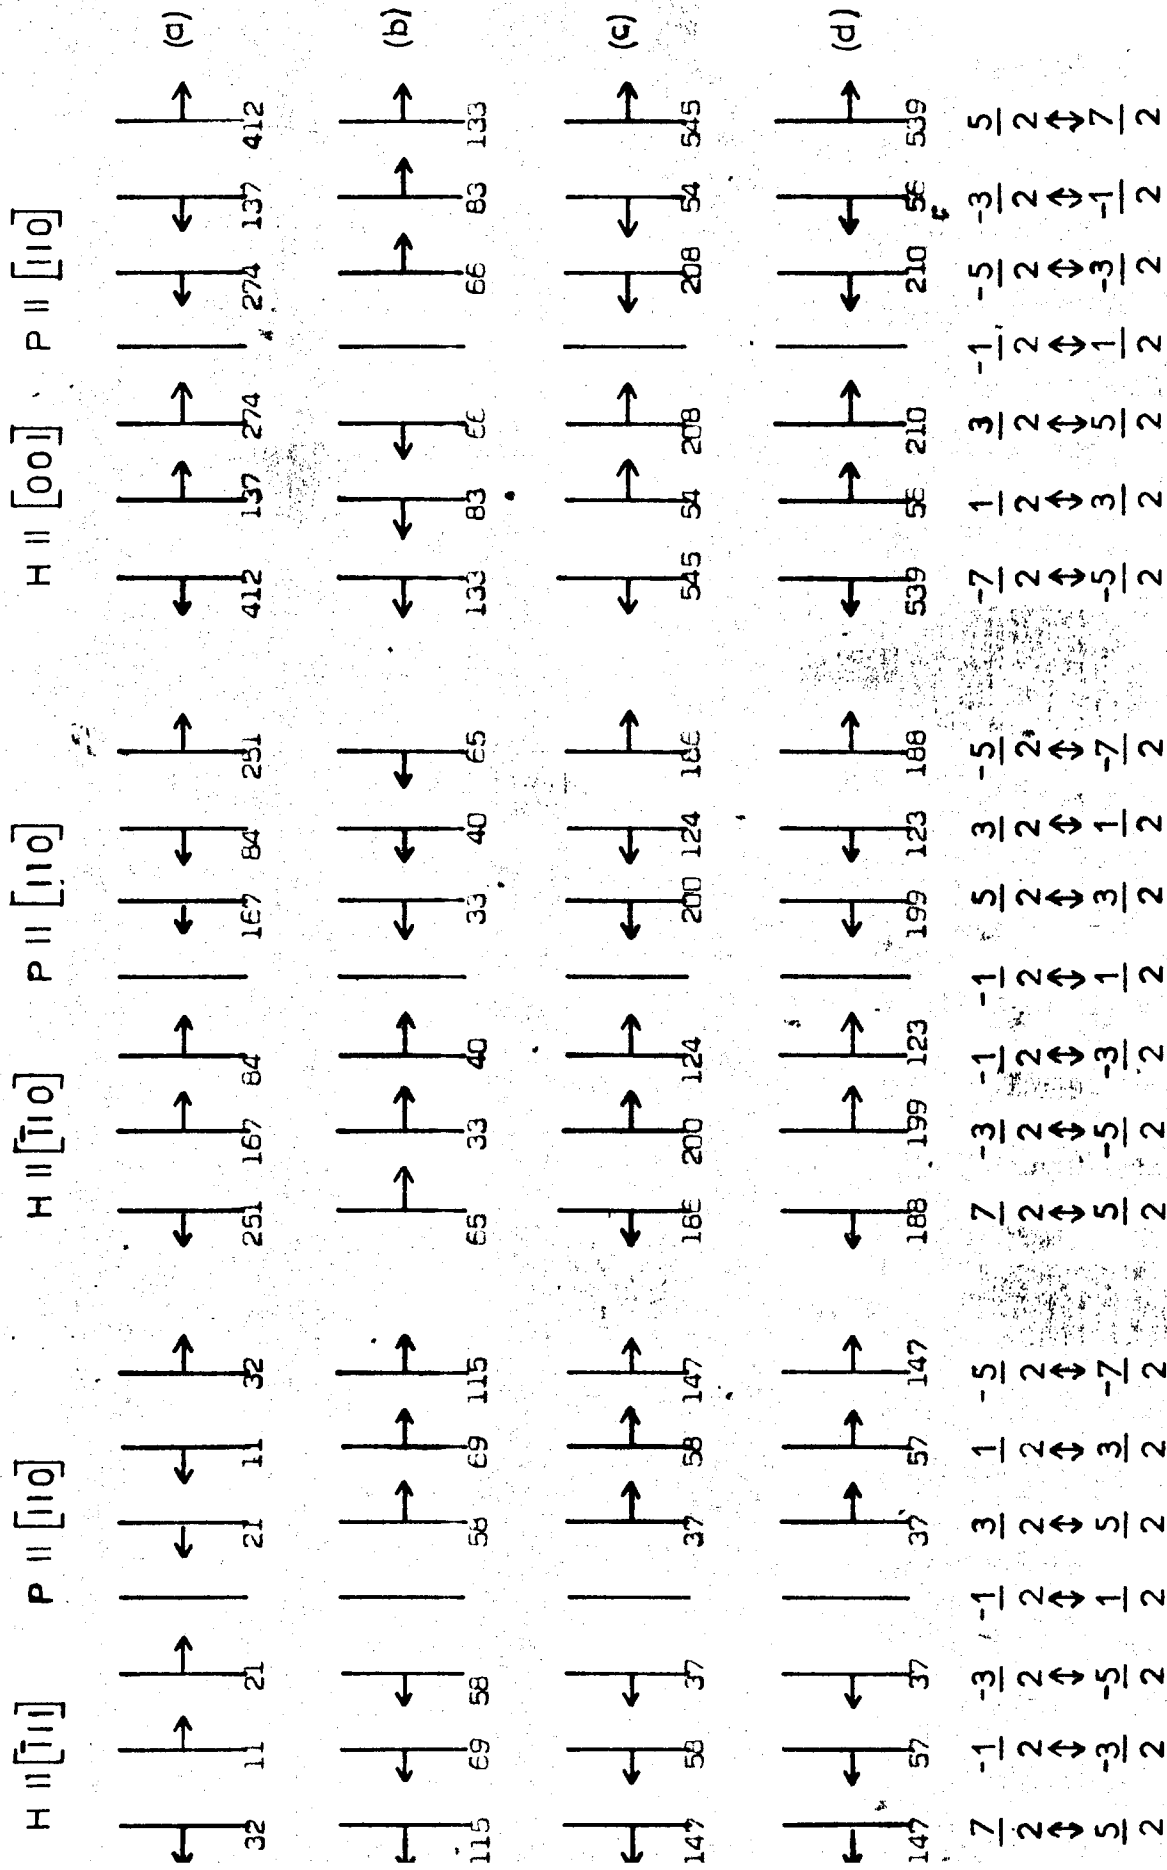 H || [1̄11] P || [110] H || [1̄10] P || [110] H || [001] P || [110]
32 11 21 21 11 32 251 167 84 167 84 251 412 137 274 274 137 412 (a)
115 69 58 58 69 115 65 33 40 33 40 65 133 83 66 66 83 133 (b)
147 58 37 37 58 147 186 200 124 200 124 186 545 54 208 208 54 545 (c)
147 57 37 37 57 147 188 199 123 199 123 188 539 56 210 210 56 539 (d)
7/2↔5/2 -1/2↔-3/2 -3/2↔-5/2 -1/2↔1/2 3/2↔5/2 1/2↔3/2 -5/2↔-7/2 7/2↔5/2 -3/2↔-5/2 -1/2↔-3/2 -1/2↔1/2 5/2↔3/2 3/2↔1/2 -5/2↔-7/2 -7/2↔-5/2 1/2↔3/2 3/2↔5/2 -1/2↔1/2 -5/2↔-3/2 -3/2↔-1/2 5/2↔7/2